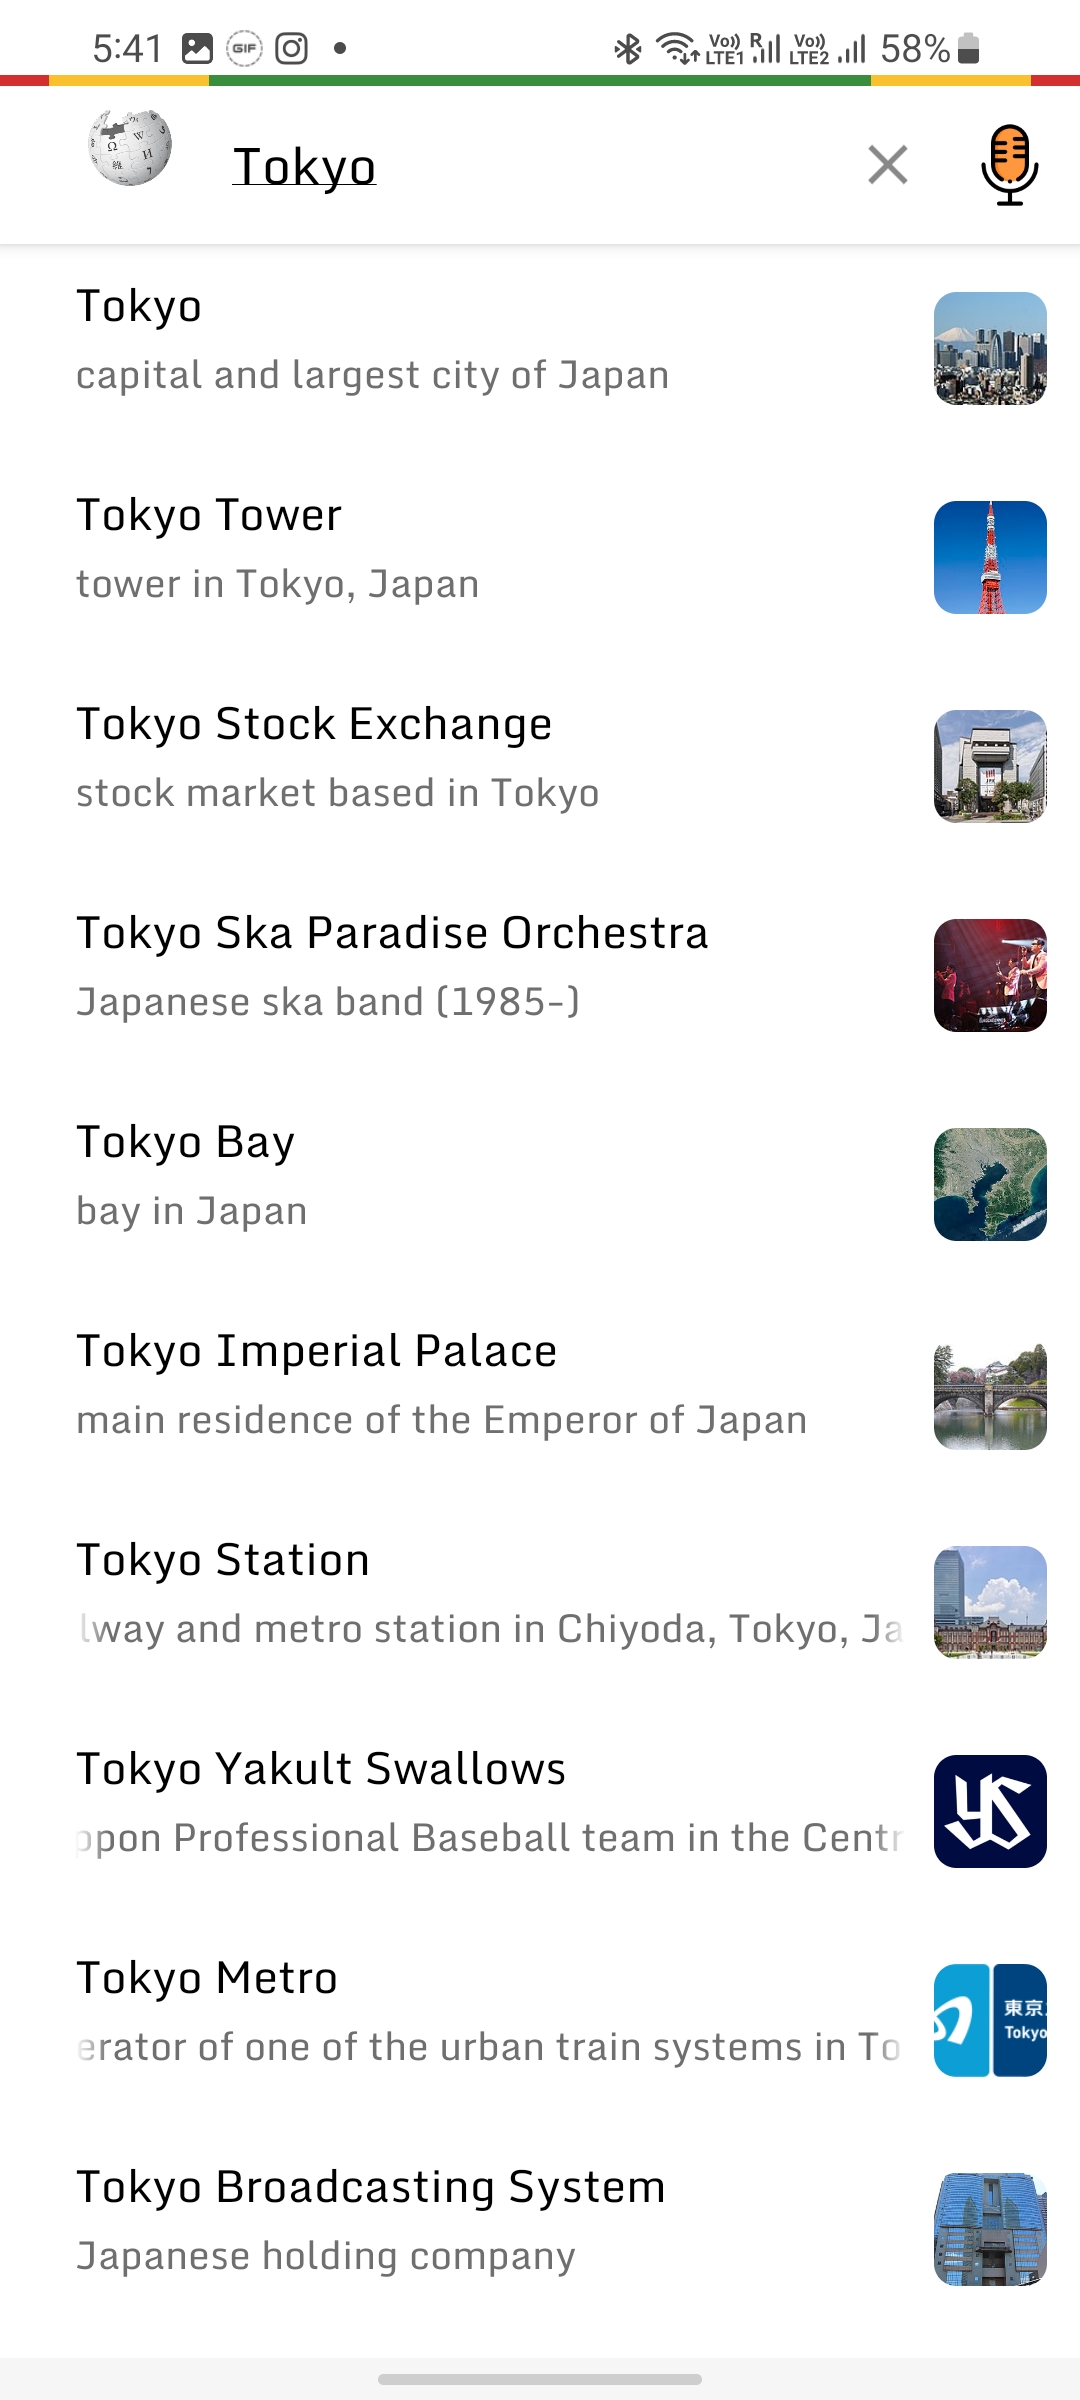 5:41 GIF Vo)) LTE1 R Vo)) LTE2 58%
Tokyo
Tokyo
capital and largest city of Japan
Tokyo Tower
tower in Tokyo, Japan
Tokyo Stock Exchange
stock market based in Tokyo
Tokyo Ska Paradise Orchestra
Japanese ska band (1985-)
Tokyo Bay
bay in Japan
Tokyo Imperial Palace
main residence of the Emperor of Japan
Tokyo Station
lway and metro station in Chiyoda, Tokyo, Ja
Tokyo Yakult Swallows
ppon Professional Baseball team in the Centr
Tokyo Metro
erator of one of the urban train systems in To
東京
Tokyo
Tokyo Broadcasting System
Japanese holding company